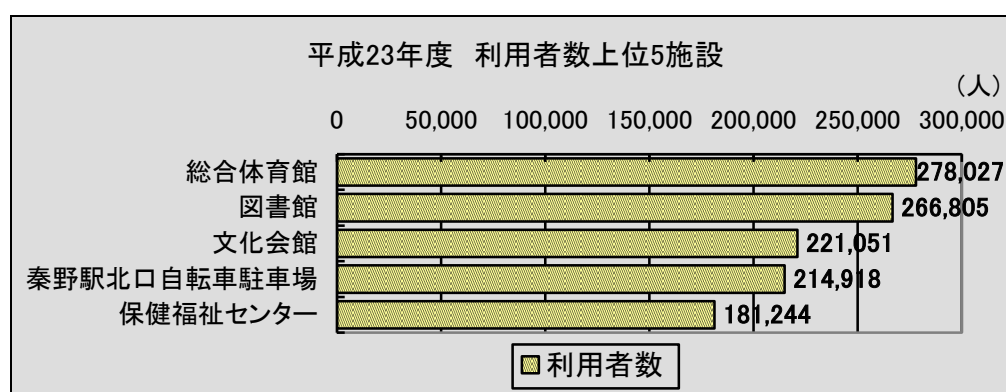 平成23年度　利用者数上位5施設
（人）
0 50,000 100,000 150,000 200,000 250,000 300,000
総合体育館 278,027
図書館 266,805
文化会館 221,051
秦野駅北口自転車駐車場 214,918
保健福祉センター 181,244
利用者数